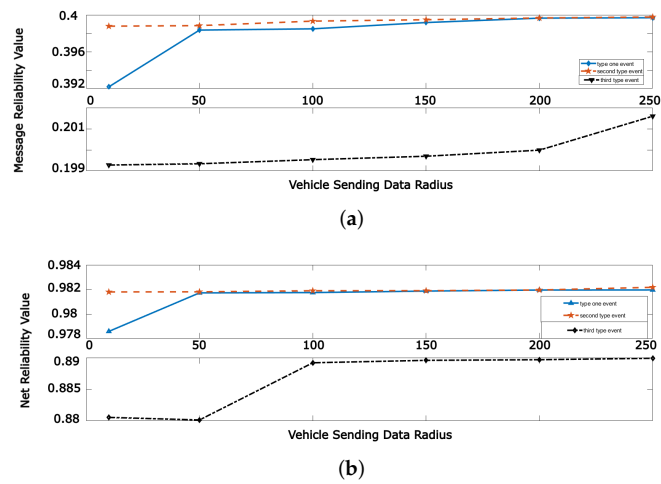 0.4
0.396
0.392
type one event
second type event
third type event
0 50 100 150 200 250
0.201
0.199
Message Reliability Value
Vehicle Sending Data Radius
(a)
0.984
0.982
0.98
0.978
type one event
second type event
third type event
0 50 100 150 200 250
0.89
0.885
0.88
Net Reliability Value
Vehicle Sending Data Radius
(b)